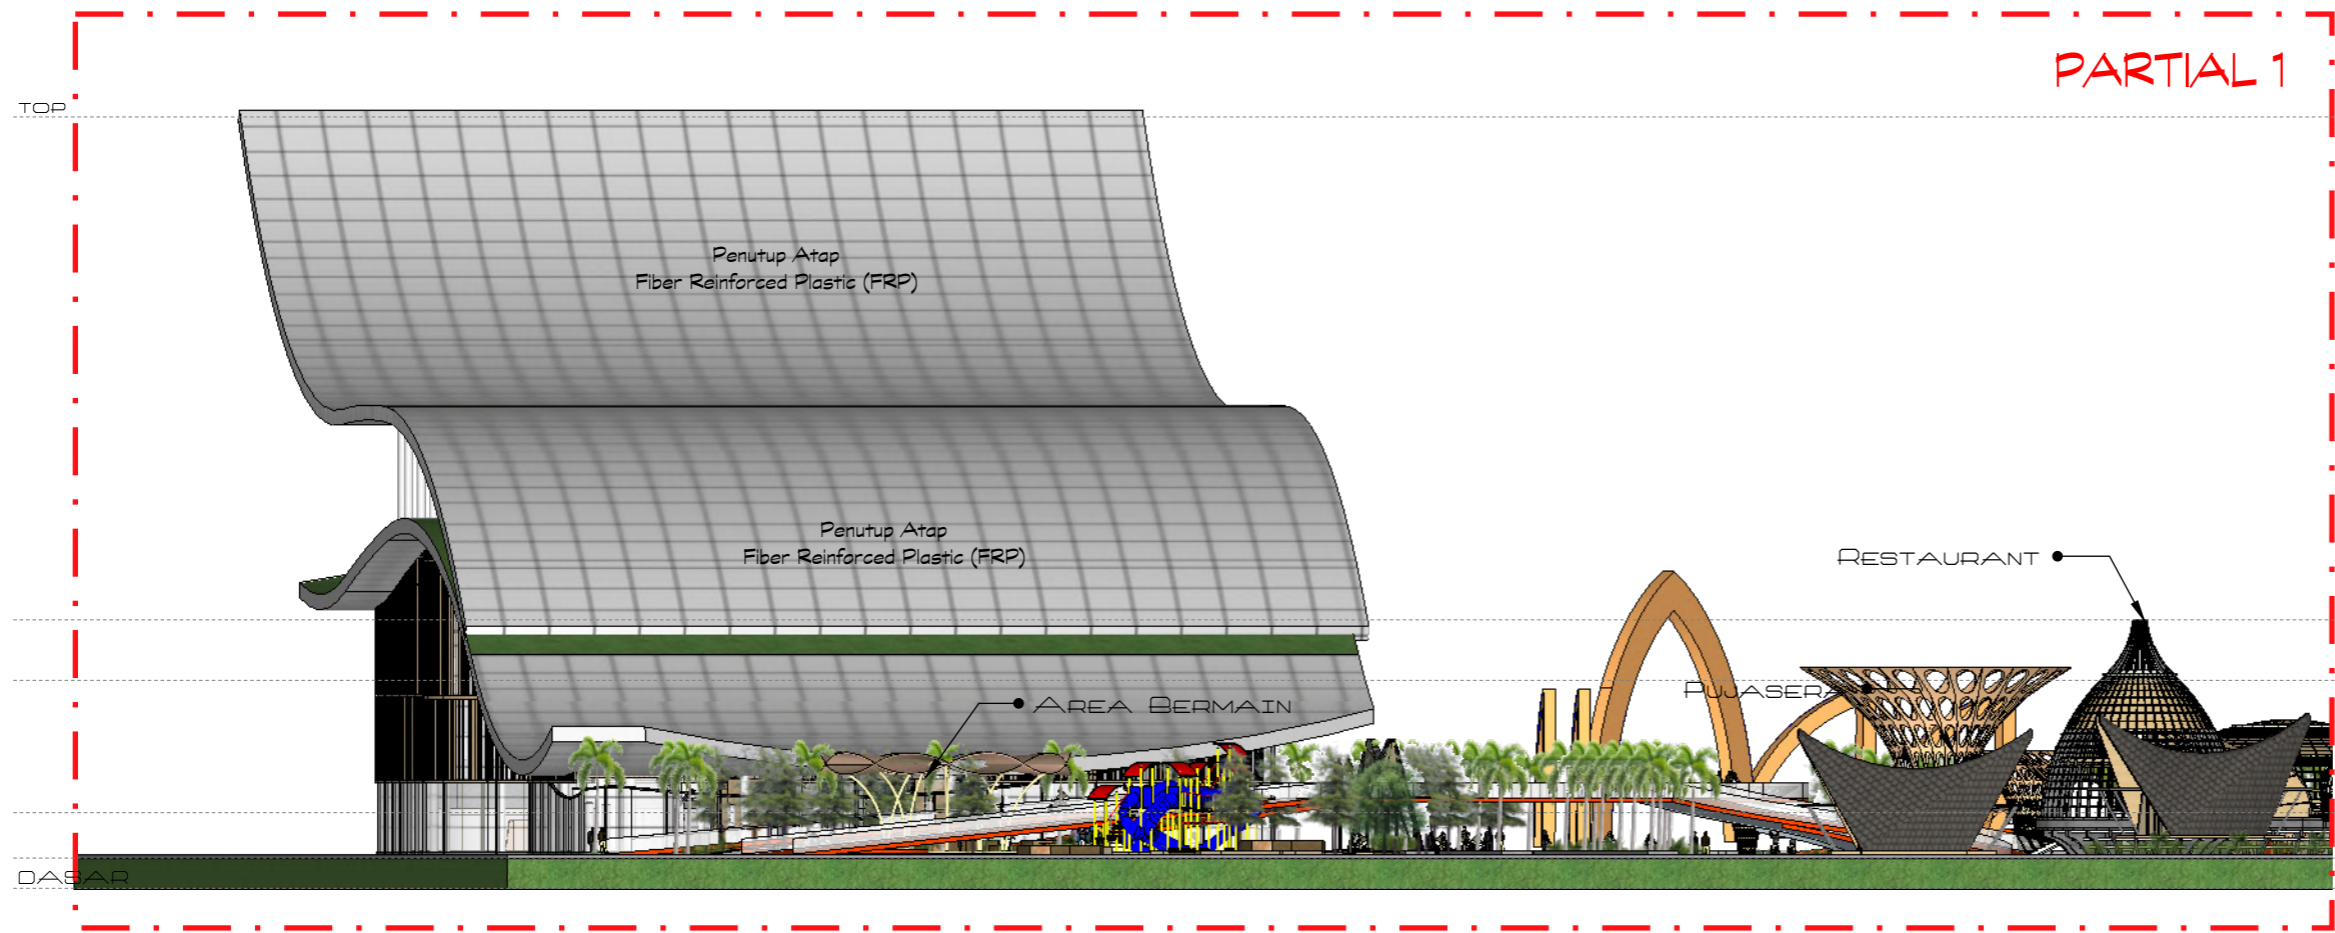 PARTIAL 1
TOP
Penutup Atap
Fiber Reinforced Plastic (FRP)
Penutup Atap
Fiber Reinforced Plastic (FRP)
RESTAURANT
PUJASERA
AREA BERMAIN
DASAR